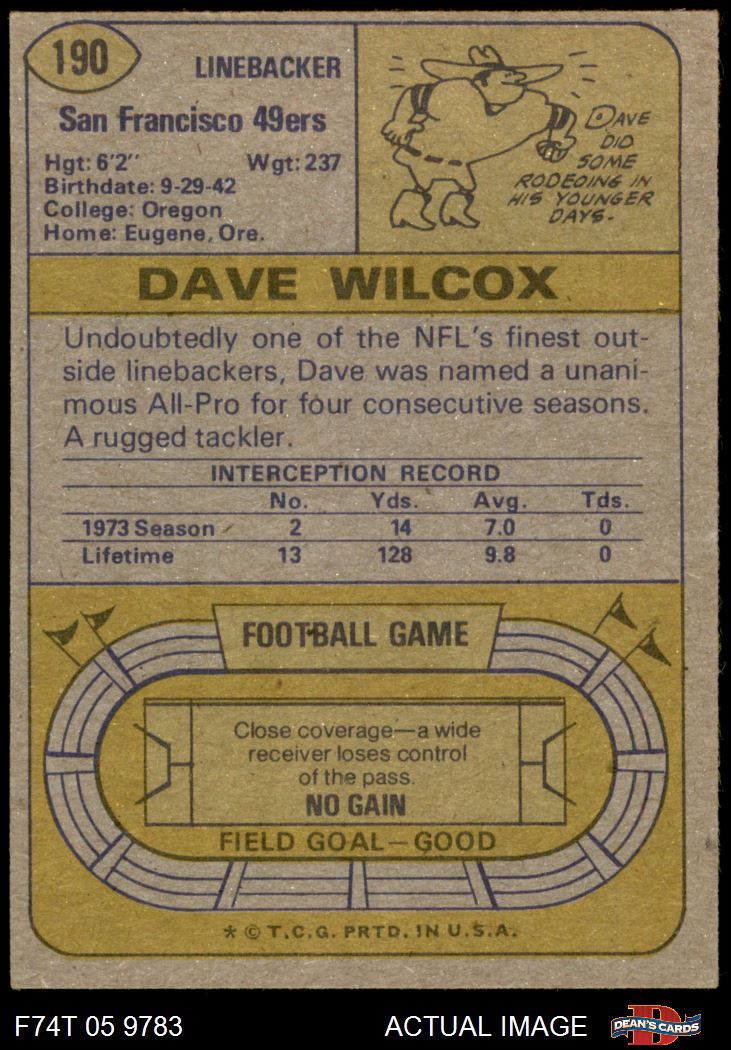 190
LINEBACKER
San Francisco 49ers
Hgt: 6'2" Wgt: 237
Birthdate: 9-29-42
College: Oregon
Home: Eugene, Ore.
DAVE
DID
SOME
RODEOING IN
HIS YOUNGER
DAYS.
DAVE WILCOX
Undoubtedly one of the NFL's finest out-
side linebackers, Dave was named a unani-
mous All-Pro for four consecutive seasons.
A rugged tackler.
INTERCEPTION RECORD
No. Yds. Avg. Tds.
1973 Season 2 14 7.0 0
Lifetime 13 128 9.8 0
FOOTBALL GAME
Close coverage—a wide
receiver loses control
of the pass.
NO GAIN
FIELD GOAL—GOOD
* © T.C.G. PRTD. IN U.S.A.
F74T 05 9783 ACTUAL IMAGE
D
DEAN'S CARDS